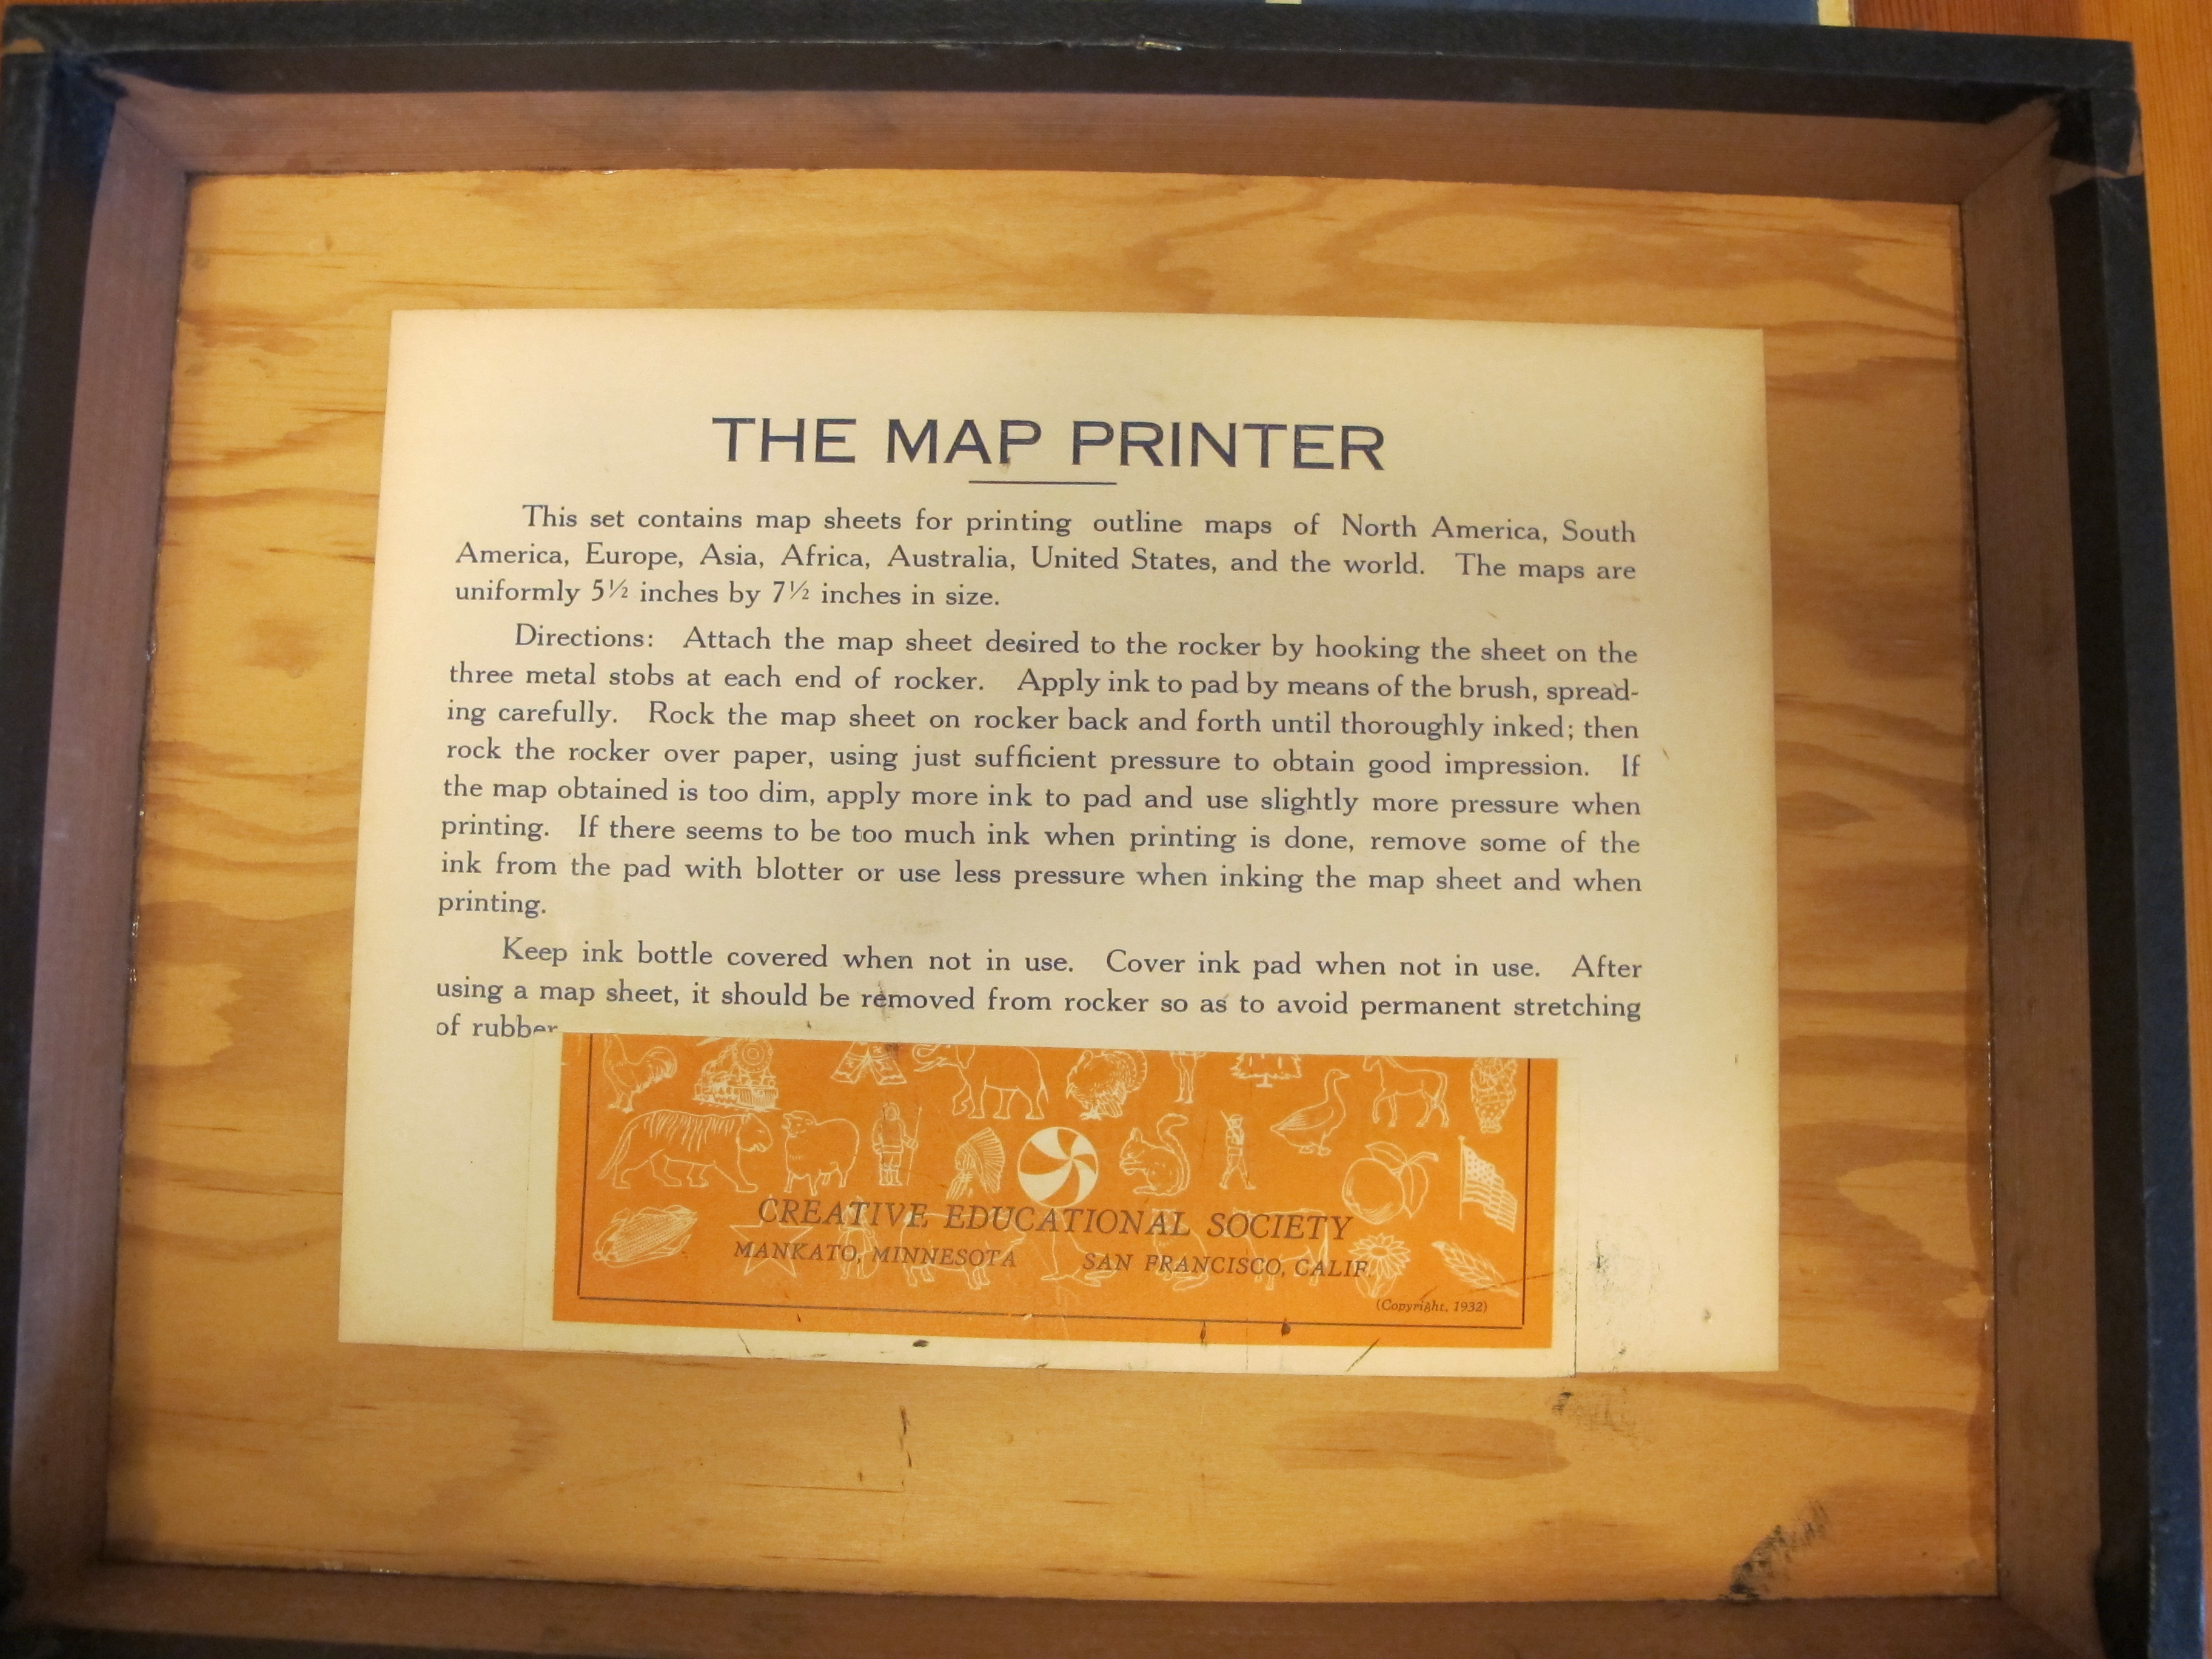 THE MAP PRINTER
This set contains map sheets for printing outline maps of North America, South
America, Europe, Asia, Africa, Australia, United States, and the world. The maps are
uniformly 5½ inches by 7½ inches in size.
Directions: Attach the map sheet desired to the rocker by hooking the sheet on the
three metal stobs at each end of rocker. Apply ink to pad by means of the brush, spread-
ing carefully. Rock the map sheet on rocker back and forth until thoroughly inked; then
rock the rocker over paper, using just sufficient pressure to obtain good impression. If
the map obtained is too dim, apply more ink to pad and use slightly more pressure when
printing. If there seems to be too much ink when printing is done, remove some of the
ink from the pad with blotter or use less pressure when inking the map sheet and when
printing.
Keep ink bottle covered when not in use. Cover ink pad when not in use. After
using a map sheet, it should be removed from rocker so as to avoid permanent stretching
of rubber
CREATIVE EDUCATIONAL SOCIETY
MANKATO, MINNESOTA SAN FRANCISCO, CALIF.
(Copyright, 1932)